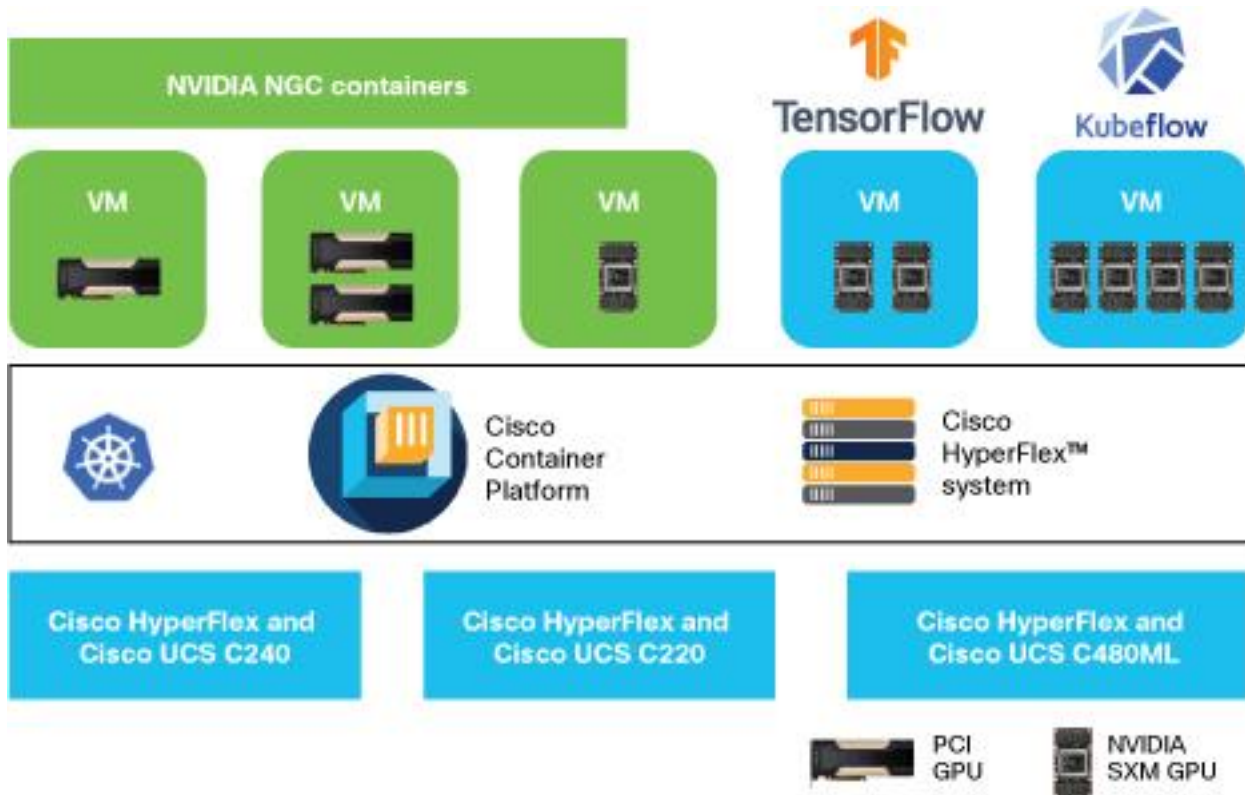 NVIDIA NGC containers
TensorFlow
Kubeflow
VM
VM
VM
VM
VM
Cisco
Container
Platform
Cisco
HyperFlex™
system
Cisco HyperFlex and
Cisco UCS C240
Cisco HyperFlex and
Cisco UCS C220
Cisco HyperFlex and
Cisco UCS C480ML
PCI
GPU
NVIDIA
SXM GPU